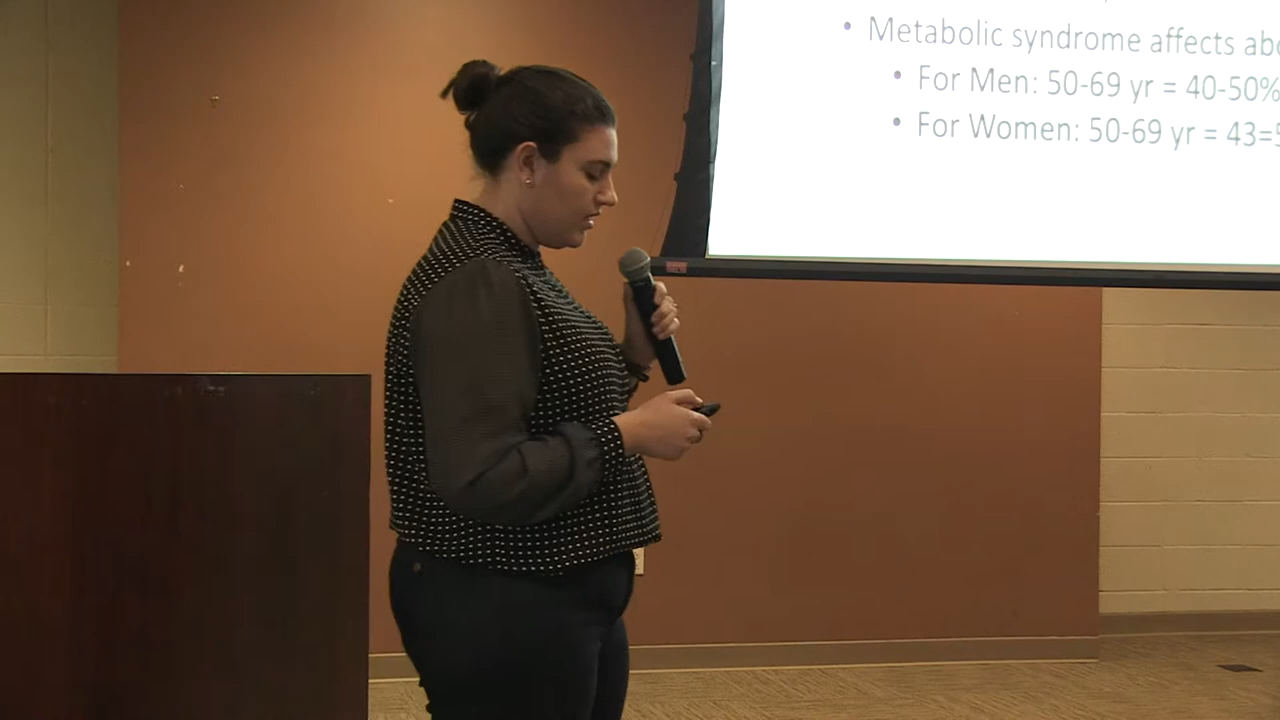 • Metabolic syndrome affects
• For Men: 50-69 yr = 40-50%
• For Women: 50-69 yr = 43=